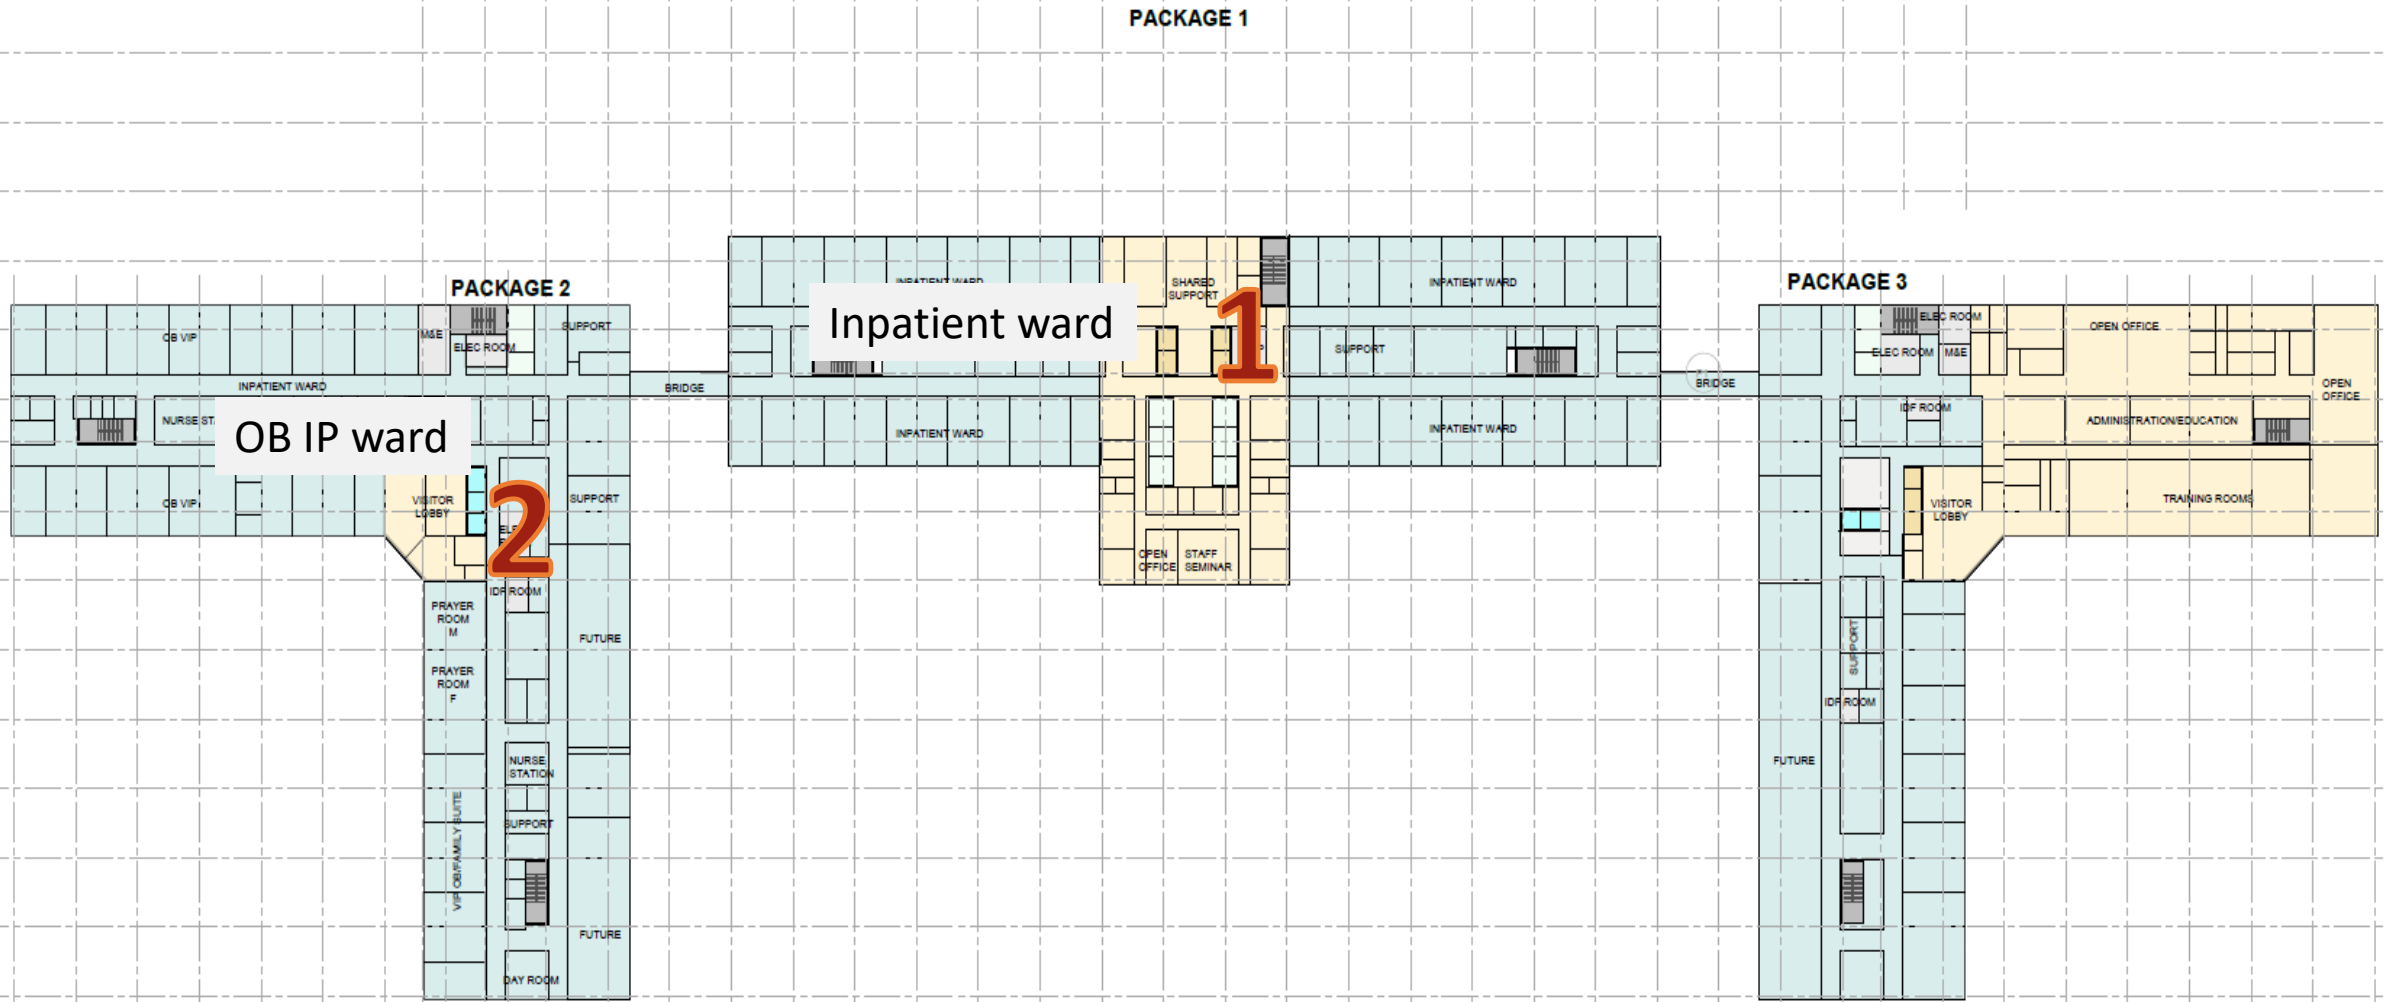 PACKAGE 1
PACKAGE 2
OB VIP
M&E
ELEC ROOM
SUPPORT
INPATIENT WARD
NURSE ST
OB IP ward
OB VIP
VISITOR
LOBBY
2
SUPPORT
IDF ROOM
PRAYER
ROOM
M
PRAYER
ROOM
F
FUTURE
NURSE
STATION
SUPPORT
VIP OB/FAMILY SUITE
FUTURE
DAY ROOM
BRIDGE
INPATIENT WARD
Inpatient ward
INPATIENT WARD
SHARED
SUPPORT
1
OPEN
OFFICE
STAFF
SEMINAR
INPATIENT WARD
SUPPORT
INPATIENT WARD
BRIDGE
PACKAGE 3
ELEC ROOM
ELEC ROOM
M&E
OPEN OFFICE
OPEN
OFFICE
IDF ROOM
ADMINISTRATION/EDUCATION
VISITOR
LOBBY
TRAINING ROOMS
SUPPORT
IDF ROOM
FUTURE